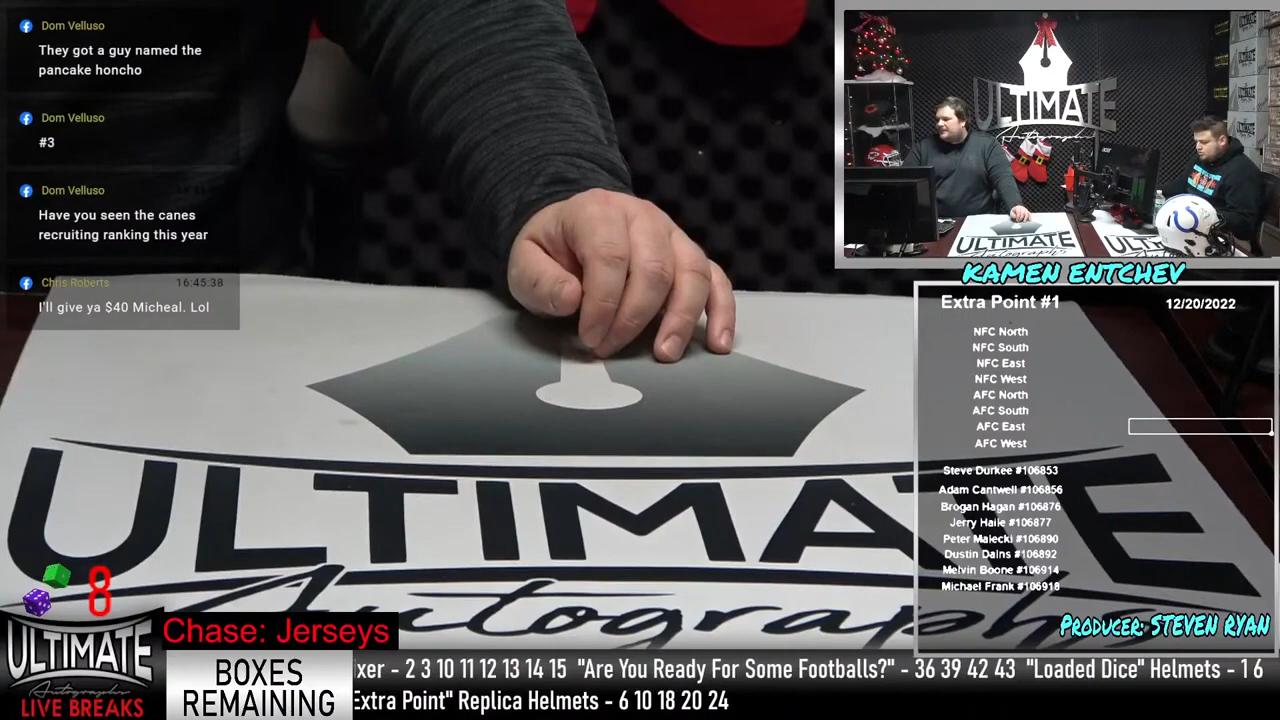 Dom Velluso
They got a guy named the
pancake honcho
Dom Velluso
#3
Dom Velluso
Have you seen the canes
recruiting ranking this year
Chris Roberts 16:45:38
I'll give ya $40 Micheal. Lol
ULTIMATE
Autographs
ULTIMATE
Autographs
KAMEN ENTCHEV
Extra Point #1 12/20/2022
NFC North
NFC South
NFC East
NFC West
AFC North
AFC South
AFC East
AFC West
Steve Durkee #106853
Adam Cantwell #106856
Brogan Hagan #106876
Jerry Haile #106877
Peter Malecki #106890
Dustin Dains #106892
Melvin Boone #106914
Michael Frank #106918
PRODUCER: STEVEN RYAN
ULTIMATE
Autographs
8
ULTIMATE
Autographs
LIVE BREAKS
Chase: Jerseys
BOXES
REMAINING
ixer - 2 3 10 11 12 13 14 15 "Are You Ready For Some Footballs?" - 36 39 42 43 "Loaded Dice" Helmets - 1 6
Extra Point" Replica Helmets - 6 10 18 20 24